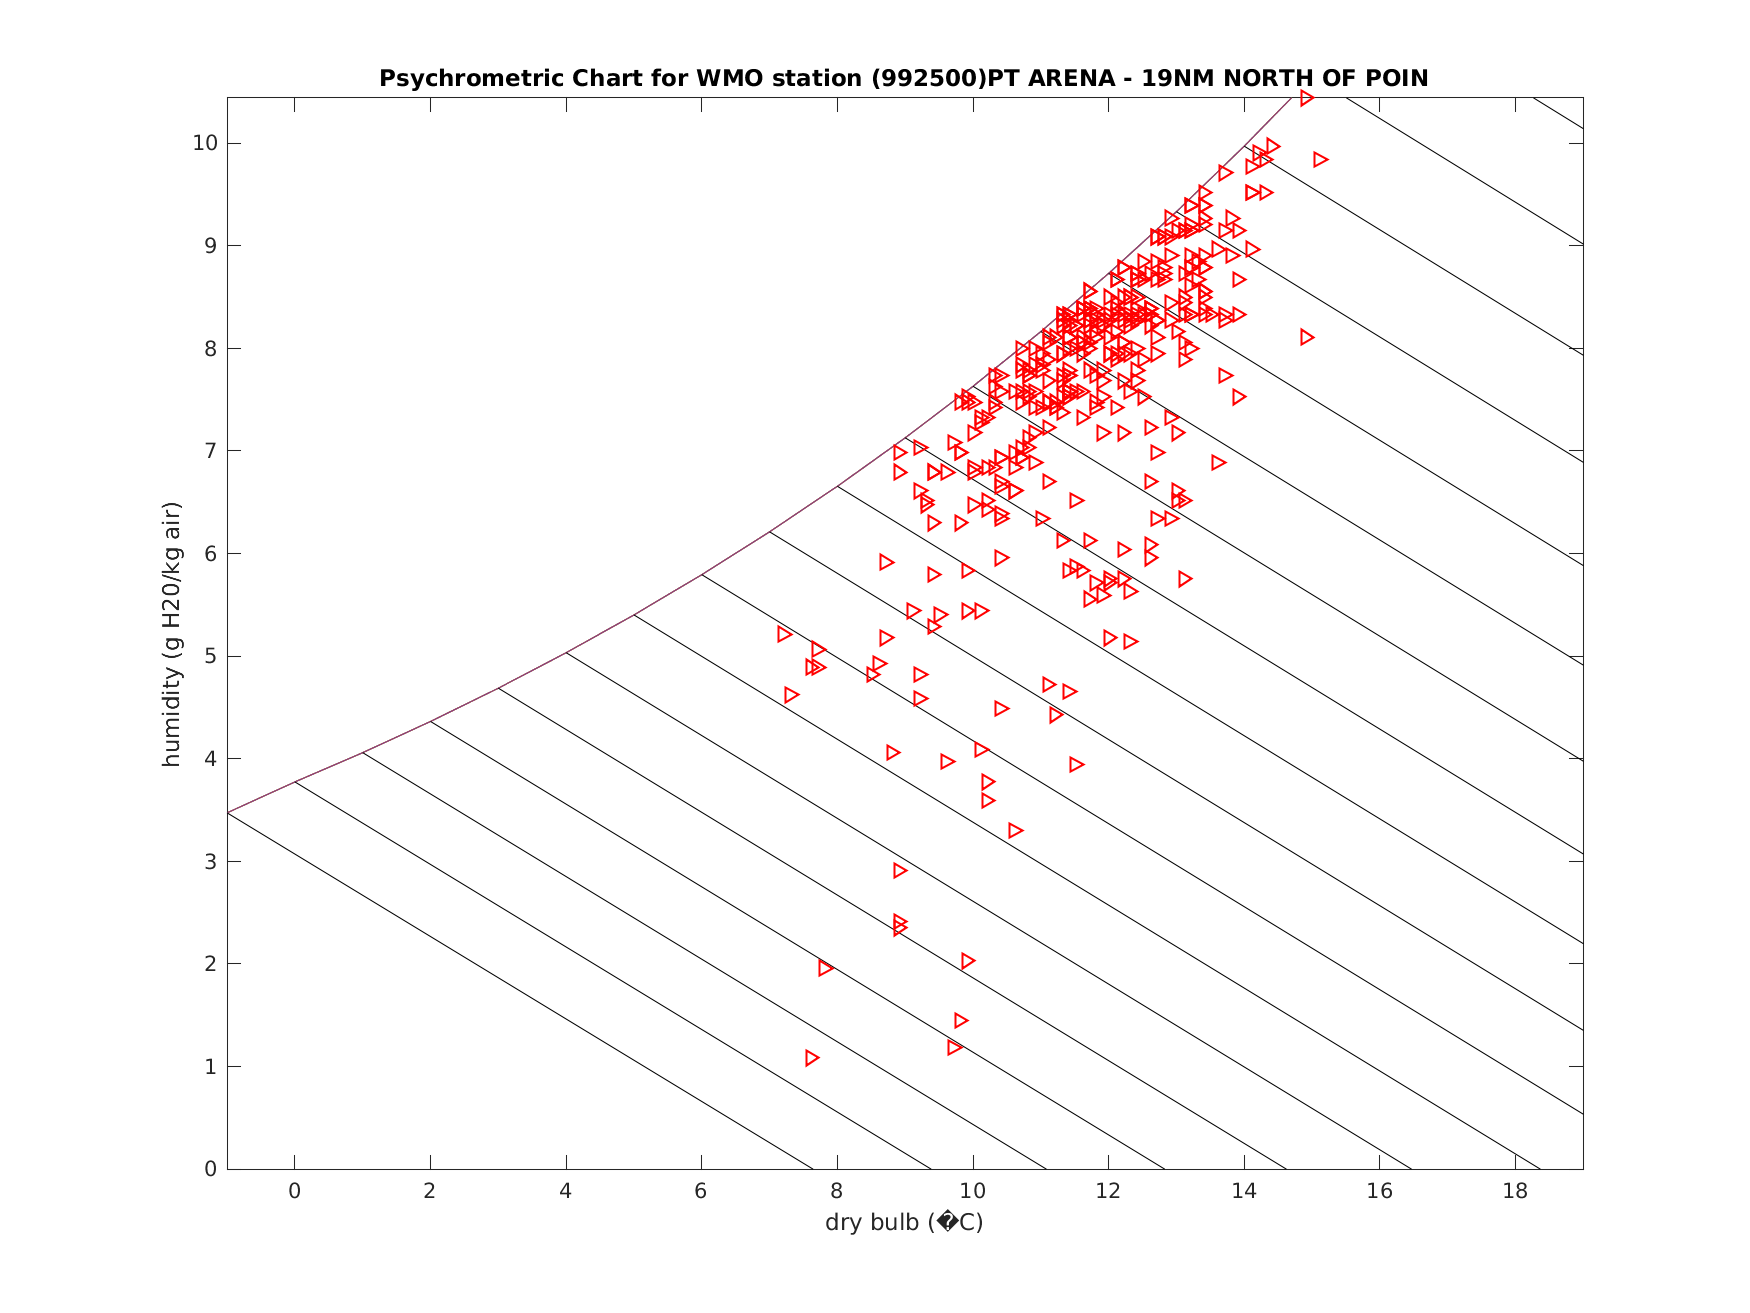 Psychrometric Chart for WMO station (992500)PT ARENA - 19NM NORTH OF POIN
10
9
8
7
6
5
4
3
2
1
0
humidity (g H20/kg air)
0 2 4 6 8 10 12 14 16 18
dry bulb (�C)